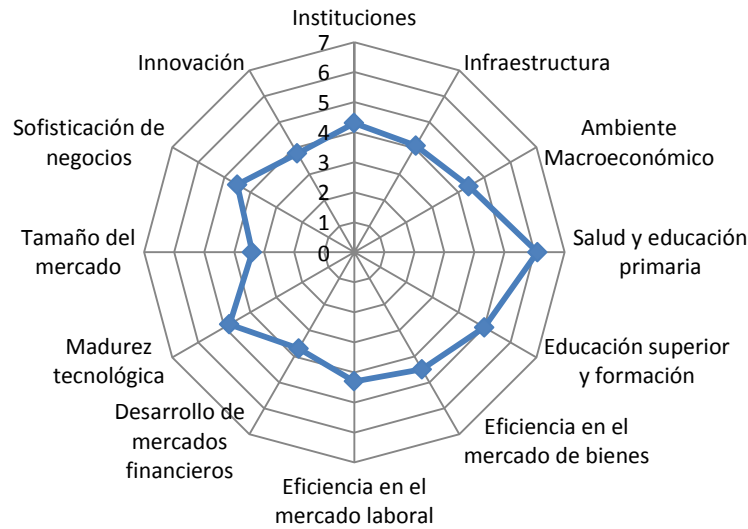 Instituciones
Infraestructura
Ambiente
Macroeconómico
Salud y educación
primaria
Educación superior
y formación
Eficiencia en el
mercado de bienes
Eficiencia en el
mercado laboral
Desarrollo de
mercados
financieros
Madurez
tecnológica
Tamaño del
mercado
Sofisticación de
negocios
Innovación
7
6
5
4
3
2
1
0